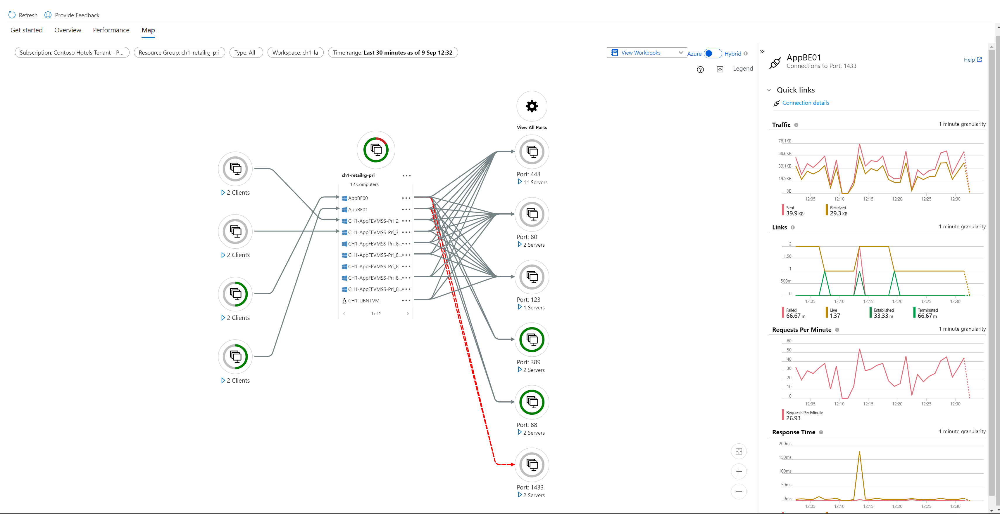 Refresh Provide Feedback
Get started Overview Performance Map
Subscription: Contoso Hotels Tenant - P... Resource Group: ch1-retailrg-pri Type: All Workspace: ch1-la Time range: Last 30 minutes as of 9 Sep 12:32
View Workbooks Azure Hybrid
Legend
View All Ports
2 Clients
2 Clients
2 Clients
2 Clients
ch1-retailrg-pri
12 Computers
AppBE00
AppBE01
CH1-AppFEVMSS-Pri_2
CH1-AppFEVMSS-Pri_3
CH1-AppFEVMSS-Pri_8...
CH1-AppFEVMSS-Pri_8...
CH1-AppFEVMSS-Pri_8...
CH1-AppFEVMSS-Pri_8...
CH1-AppFEVMSS-Pri_8...
CH1-UBNTVM
1 of 2
Port: 443
11 Servers
Port: 80
2 Servers
Port: 123
1 Servers
Port: 389
2 Servers
Port: 88
2 Servers
Port: 1433
2 Servers
AppBE01
Connections to Port: 1433
Help
Quick links
Connection details
Traffic 1 minute granularity
78.1KB
58.6KB
39.1KB
19.5KB
0B
12:05 12:10 12:15 12:20 12:25 12:30
Sent Received
39.9 KB 29.3 KB
Links 1 minute granularity
2
1.50
1
500m
0
12:05 12:10 12:15 12:20 12:25 12:30
Failed Live Established Terminated
66.67 m 1.37 33.33 m 66.67 m
Requests Per Minute 1 minute granularity
60
50
40
30
20
10
0
12:05 12:10 12:15 12:20 12:25 12:30
Requests Per Minute
26.93
Response Time 1 minute granularity
200ms
150ms
100ms
50ms
0ms
12:05 12:10 12:15 12:20 12:25 12:30